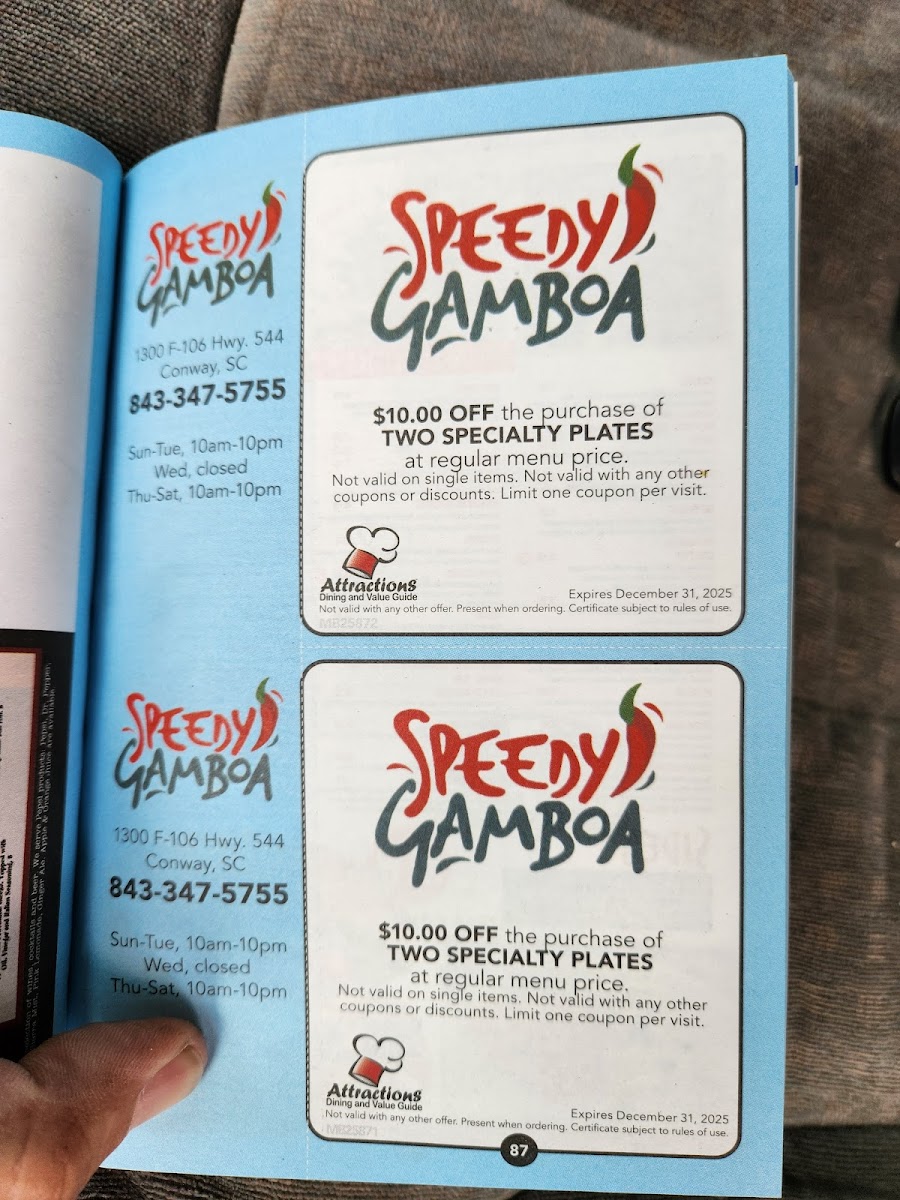 SPEEDY
GAMBOA
1300 F-106 Hwy. 544
Conway, SC
843-347-5755
Sun-Tue, 10am-10pm
Wed, closed
Thu-Sat, 10am-10pm
SPEEDY
GAMBOA
$10.00 OFF the purchase of
TWO SPECIALTY PLATES
at regular menu price.
Not valid on single items. Not valid with any other
coupons or discounts. Limit one coupon per visit.
Attractions
Dining and Value Guide
Expires December 31, 2025
Not valid with any other offer. Present when ordering. Certificate subject to rules of use.
MB25872
SPEEDY
GAMBOA
1300 F-106 Hwy. 544
Conway, SC
843-347-5755
Sun-Tue, 10am-10pm
Wed, closed
Thu-Sat, 10am-10pm
SPEEDY
GAMBOA
$10.00 OFF the purchase of
TWO SPECIALTY PLATES
at regular menu price.
Not valid on single items. Not valid with any other
coupons or discounts. Limit one coupon per visit.
Attractions
Dining and Value Guide
Expires December 31, 2025
Not valid with any other offer. Present when ordering. Certificate subject to rules of use.
MB25871
87